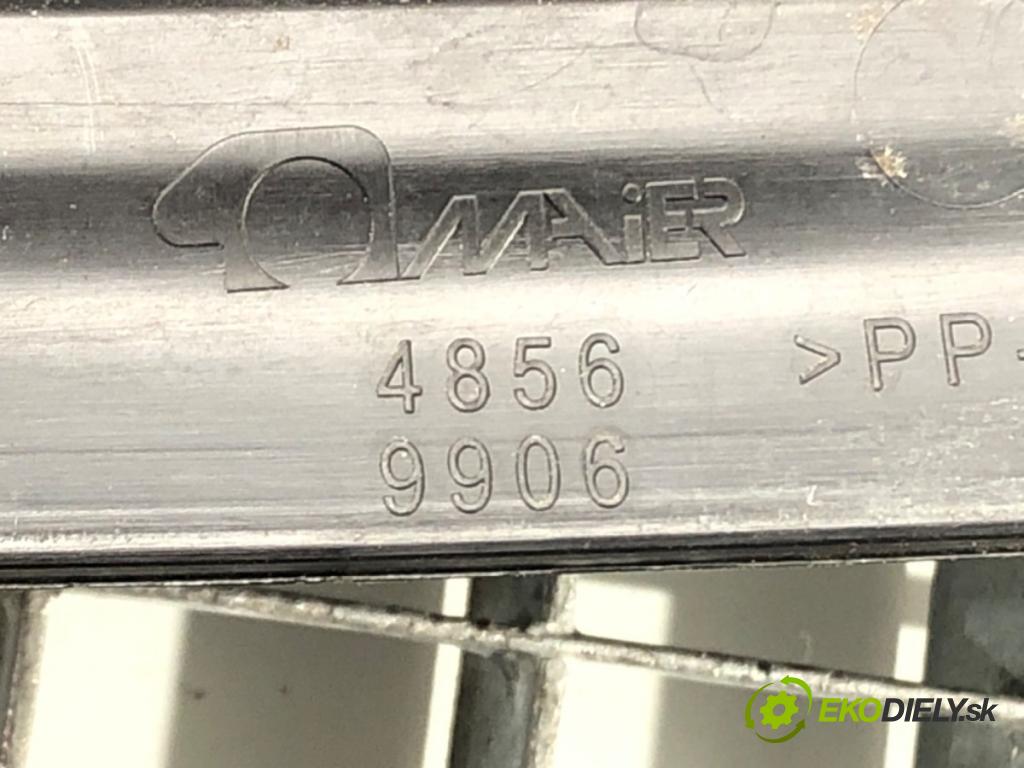 MAiER
4856 >PP-
9906
EKODIELY.sk